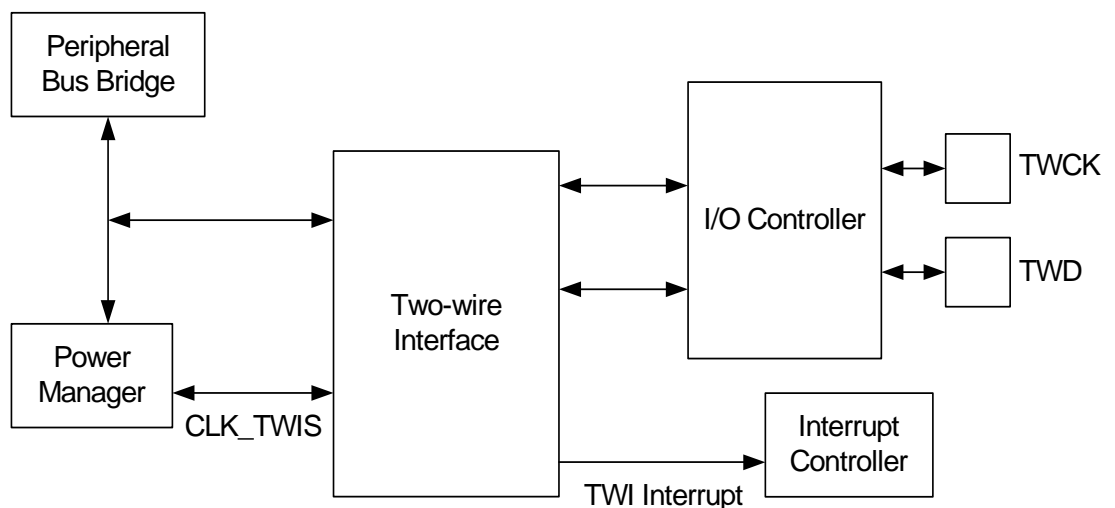 Peripheral
Bus Bridge
TWCK
I/O Controller
TWD
Two-wire
Interface
Power
Manager
CLK_TWIS
Interrupt
Controller
TWI Interrupt